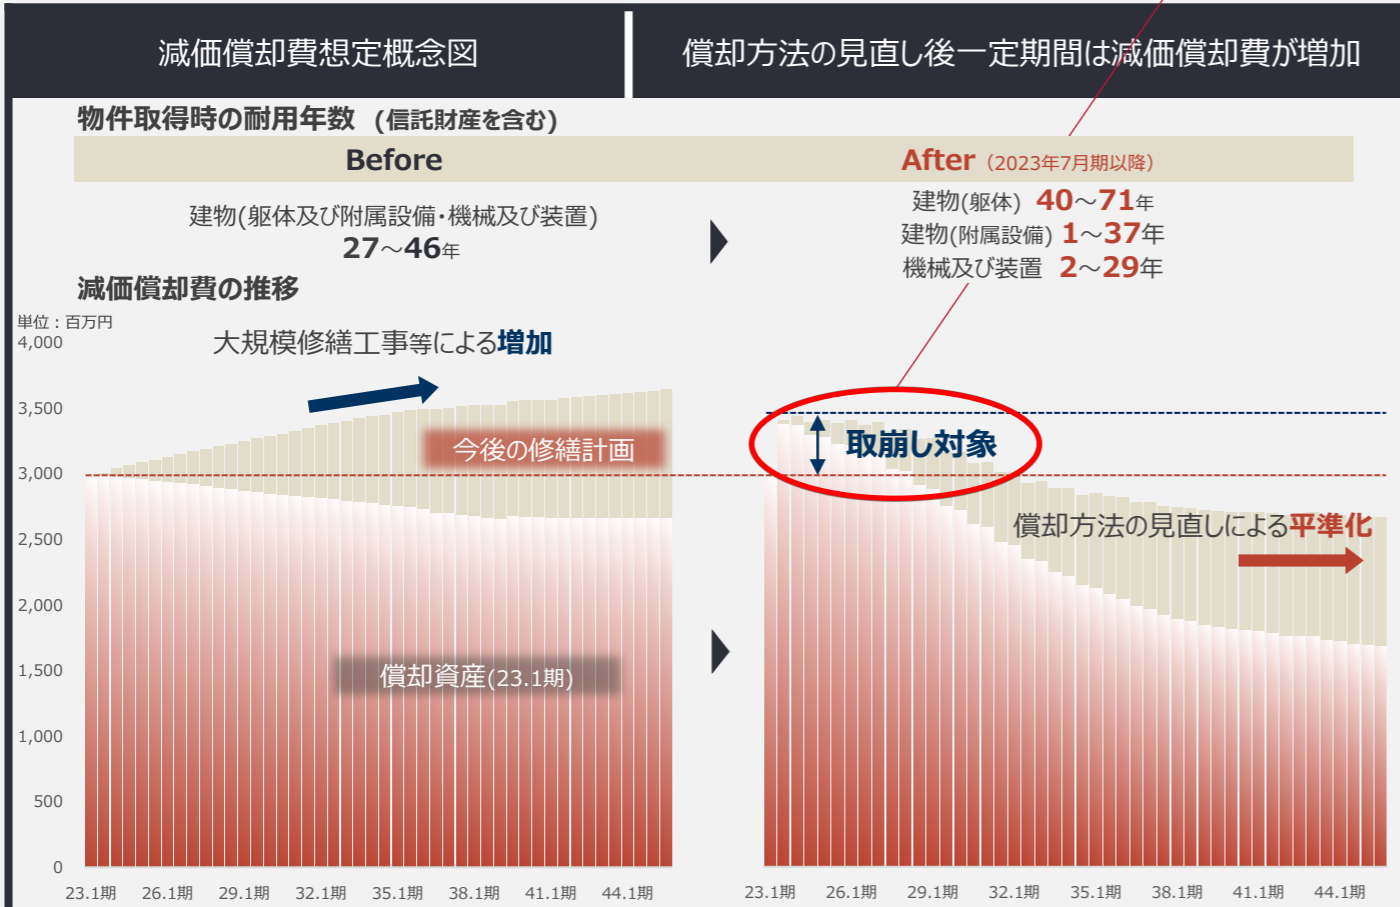 減価償却費想定概念図
償却方法の見直し後一定期間は減価償却費が増加
物件取得時の耐用年数 (信託財産を含む)
Before
After (2023年7月期以降)
建物(躯体及び附属設備・機械及び装置)
27～46年
建物(躯体) 40～71年
建物(附属設備) 1～37年
機械及び装置 2～29年
減価償却費の推移
単位：百万円
4,000
3,500
3,000
2,500
2,000
1,500
1,000
500
0
大規模修繕工事等による増加
今後の修繕計画
償却資産(23.1期)
23.1期 26.1期 29.1期 32.1期 35.1期 38.1期 41.1期 44.1期
取崩し対象
償却方法の見直しによる平準化
23.1期 26.1期 29.1期 32.1期 35.1期 38.1期 41.1期 44.1期